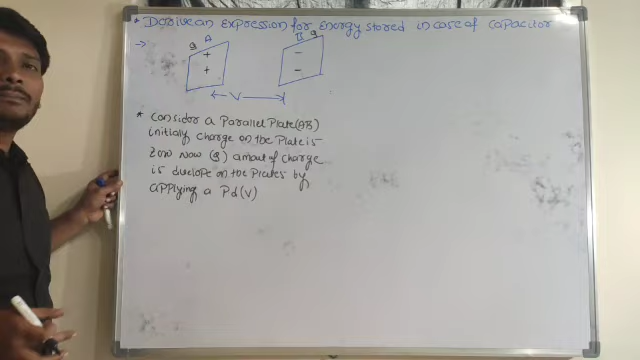 * Derive an expression for Energy stored in case of capacitor
→ Q A B Q
+ −
+ −
← V →
* Consider a Parallel Plate (AB)
initially charge on the Plate is
Zero now (Q) amount of charge
is duelope on the Plates by
applying a Pd (V)